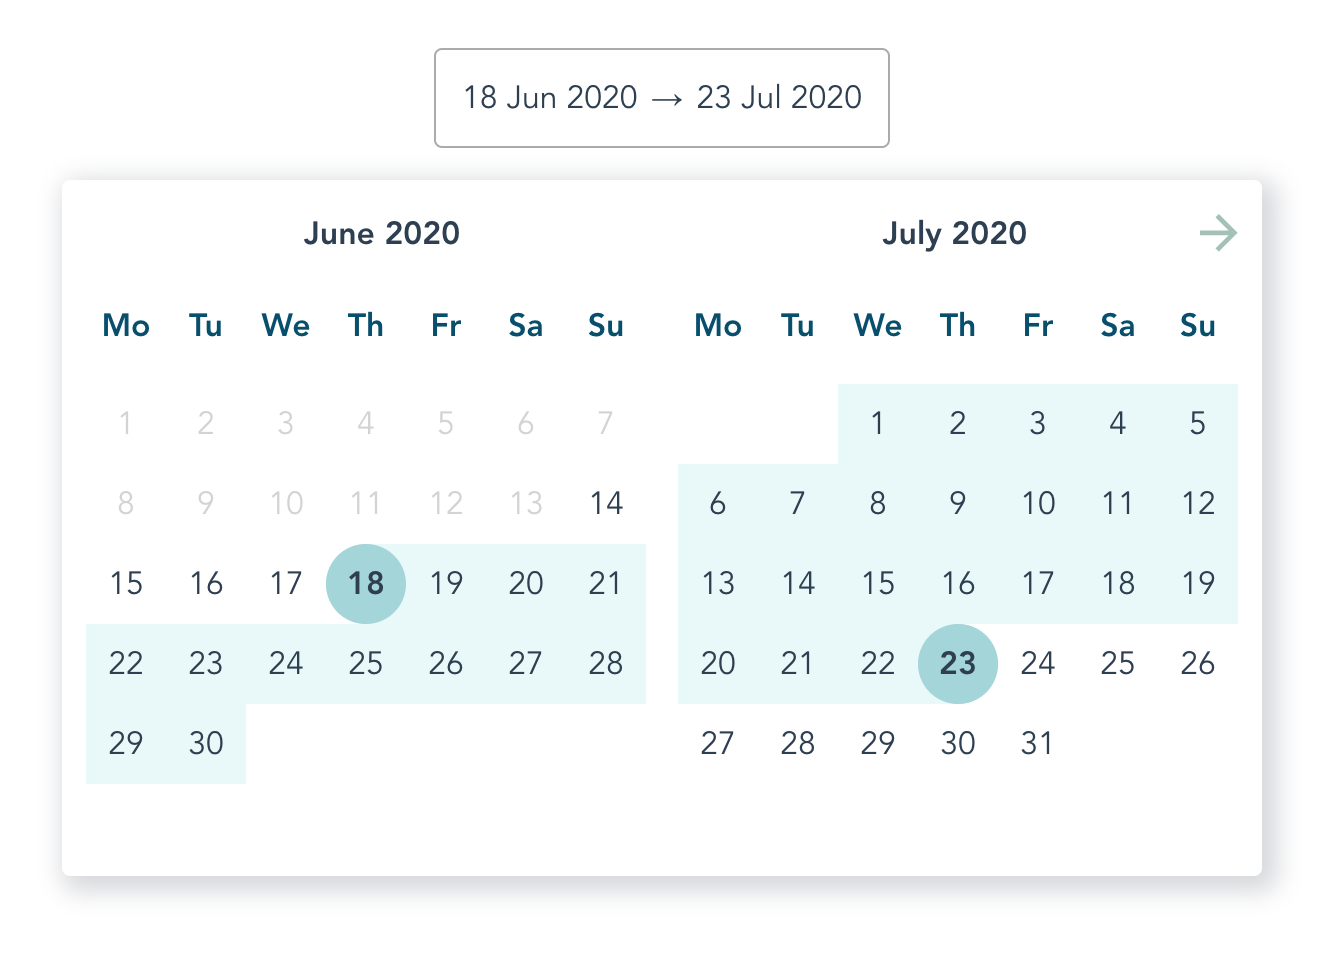 18 Jun 2020 → 23 Jul 2020
June 2020
Mo Tu We Th Fr Sa Su
1 2 3 4 5 6 7
8 9 10 11 12 13 14
15 16 17 18 19 20 21
22 23 24 25 26 27 28
29 30
July 2020
Mo Tu We Th Fr Sa Su
1 2 3 4 5
6 7 8 9 10 11 12
13 14 15 16 17 18 19
20 21 22 23 24 25 26
27 28 29 30 31